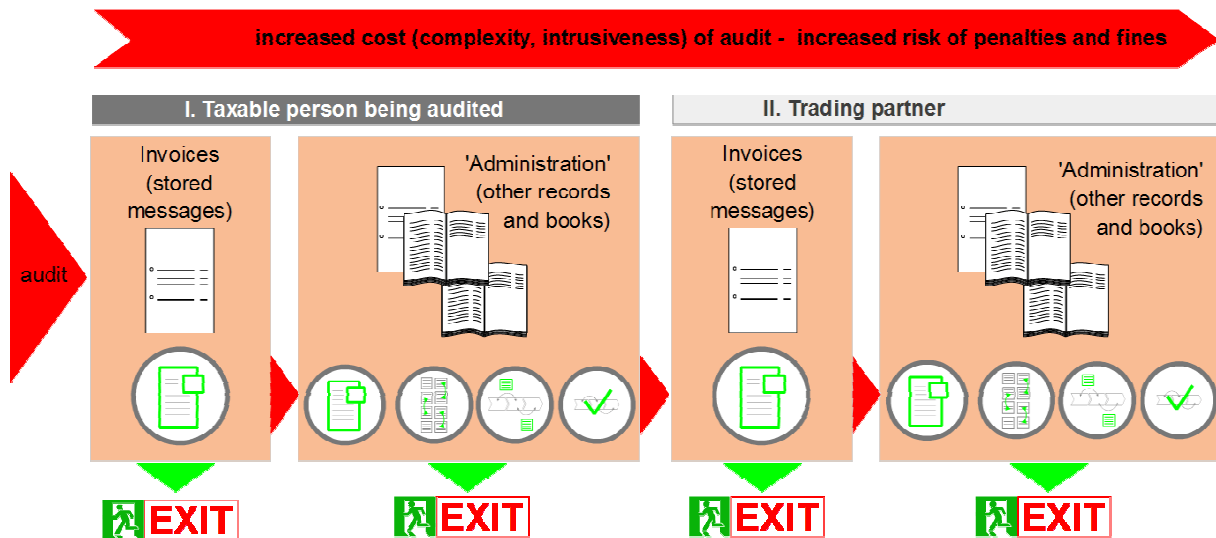 increased cost (complexity, intrusiveness) of audit - increased risk of penalties and fines
I. Taxable person being audited
II. Trading partner
audit
Invoices
(stored
messages)
'Administration'
(other records
and books)
Invoices
(stored
messages)
'Administration'
(other records
and books)
EXIT
EXIT
EXIT
EXIT